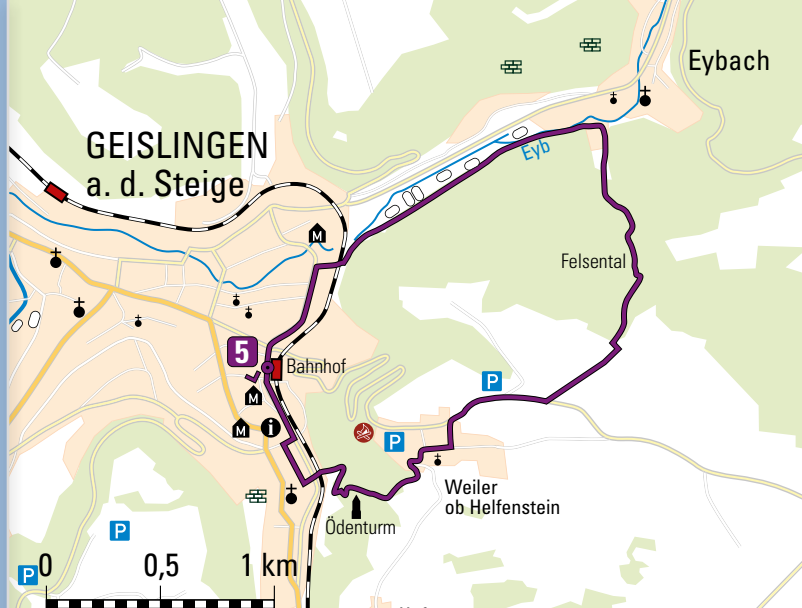 Eybach
GEISLINGEN
a. d. Steige
Eyb
M
Felsental
5
Bahnhof
P
M
M
i
P
Weiler
ob Helfenstein
Ödenturm
P
P
0 0,5 1 km